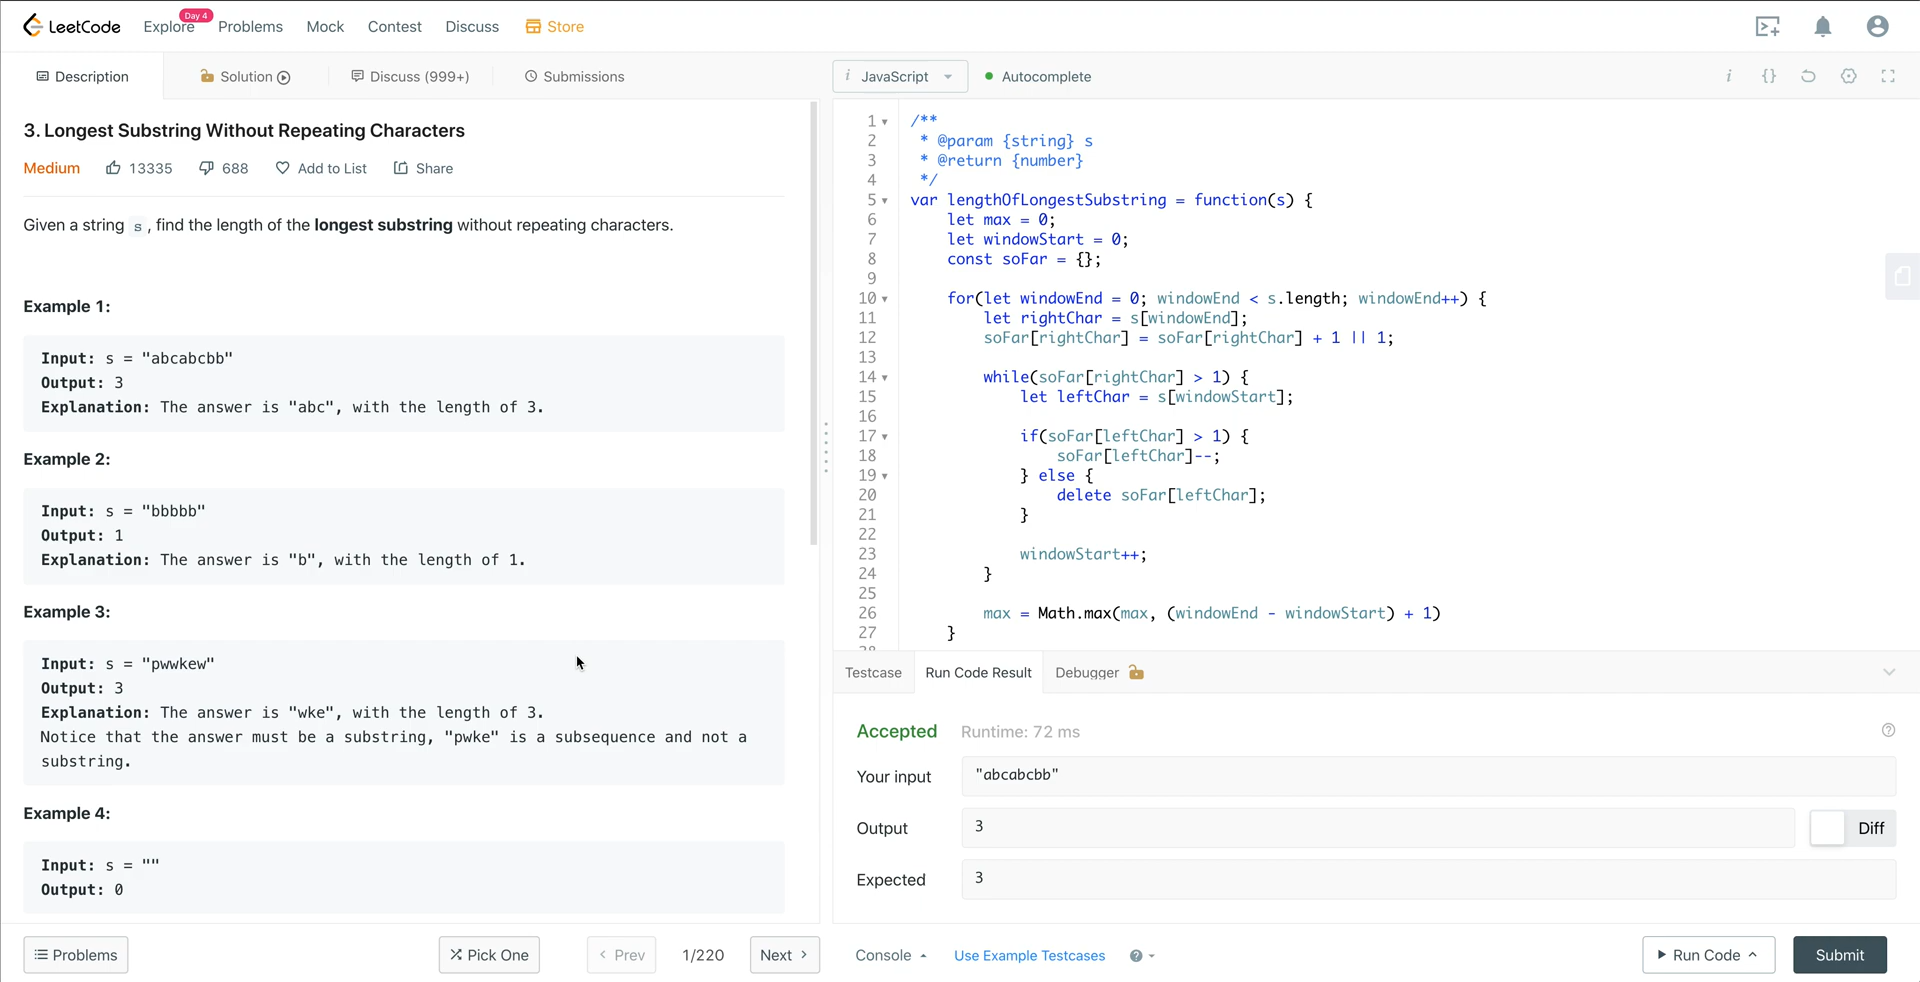 LeetCode Explore Day 4 Problems Mock Contest Discuss Store
Description Solution Discuss (999+) Submissions
3. Longest Substring Without Repeating Characters
Medium 13335 688 Add to List Share
Given a string s , find the length of the longest substring without repeating characters.
Example 1:
Input: s = "abcabcbb"
Output: 3
Explanation: The answer is "abc", with the length of 3.
Example 2:
Input: s = "bbbbb"
Output: 1
Explanation: The answer is "b", with the length of 1.
Example 3:
Input: s = "pwwkew"
Output: 3
Explanation: The answer is "wke", with the length of 3.
Notice that the answer must be a substring, "pwke" is a subsequence and not a
substring.
Example 4:
Input: s = ""
Output: 0
Problems Pick One < Prev 1/220 Next >
i JavaScript Autocomplete i {}
1 /**
2 * @param {string} s
3 * @return {number}
4 */
5 var lengthOfLongestSubstring = function(s) {
6 let max = 0;
7 let windowStart = 0;
8 const soFar = {};
9
10 for(let windowEnd = 0; windowEnd < s.length; windowEnd++) {
11 let rightChar = s[windowEnd];
12 soFar[rightChar] = soFar[rightChar] + 1 || 1;
13
14 while(soFar[rightChar] > 1) {
15 let leftChar = s[windowStart];
16
17 if(soFar[leftChar] > 1) {
18 soFar[leftChar]--;
19 } else {
20 delete soFar[leftChar];
21 }
22
23 windowStart++;
24 }
25
26 max = Math.max(max, (windowEnd - windowStart) + 1)
27 }
Testcase Run Code Result Debugger
Accepted Runtime: 72 ms ?
Your input "abcabcbb"
Output 3 Diff
Expected 3
Console Use Example Testcases ? Run Code Submit